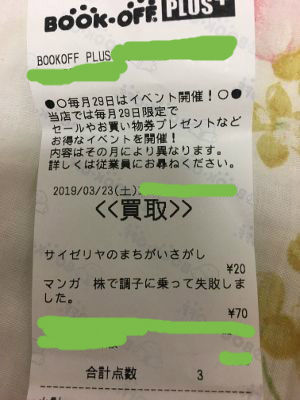 BOOK-OFF PLUS+
BOOKOFF PLUS
●○毎月29日はイベント開催!○●
当店では毎月29日限定で
セールやお買い物券プレゼントなど
お得なイベントを開催!
内容はその月により異なります。
詳しくは従業員にお尋ねください。
2019/03/23(土)
<<買取>>
サイゼリヤのまちがいさがし
¥20
マンガ 株で調子に乗って失敗しま
した。
¥70
合計点数 3